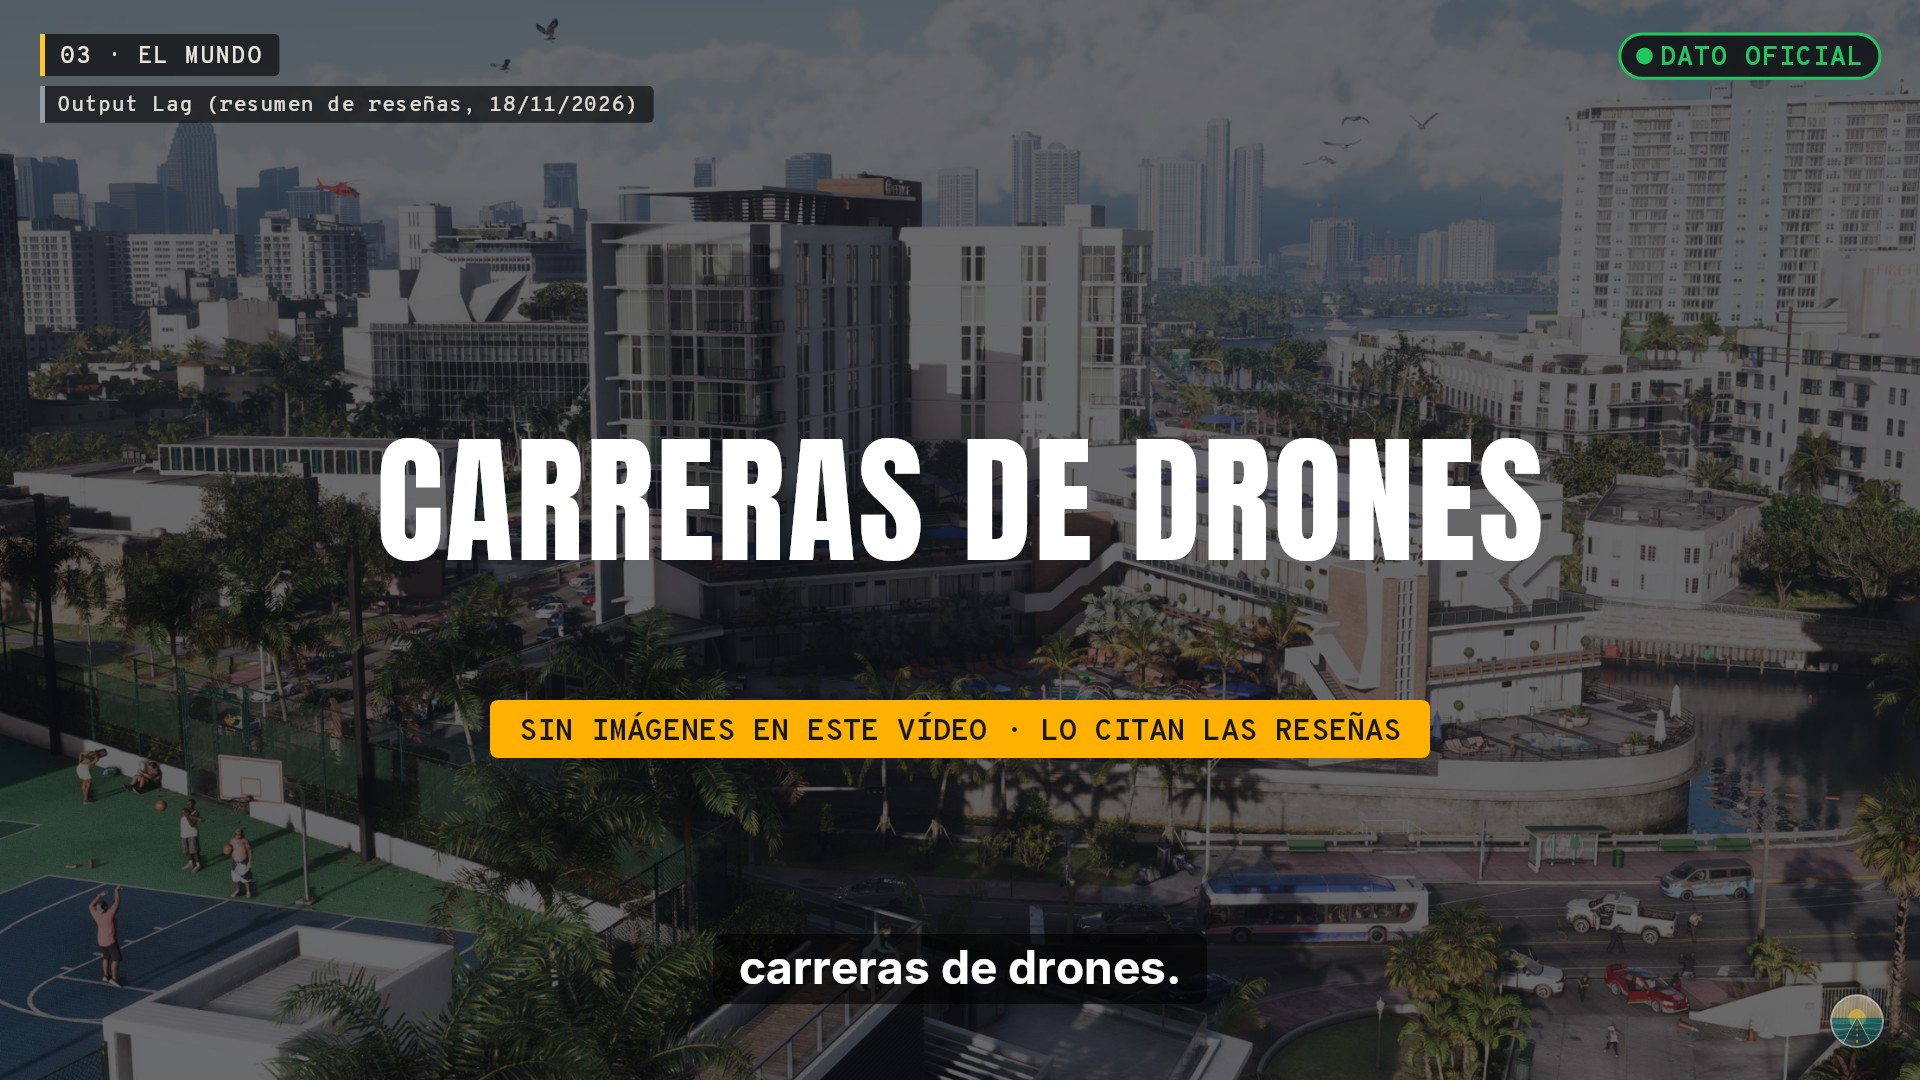 03 · EL MUNDO
DATO OFICIAL
Output Lag (resumen de reseñas, 18/11/2026)
CARRERAS DE DRONES
SIN IMÁGENES EN ESTE VÍDEO · LO CITAN LAS RESEÑAS
carreras de drones.